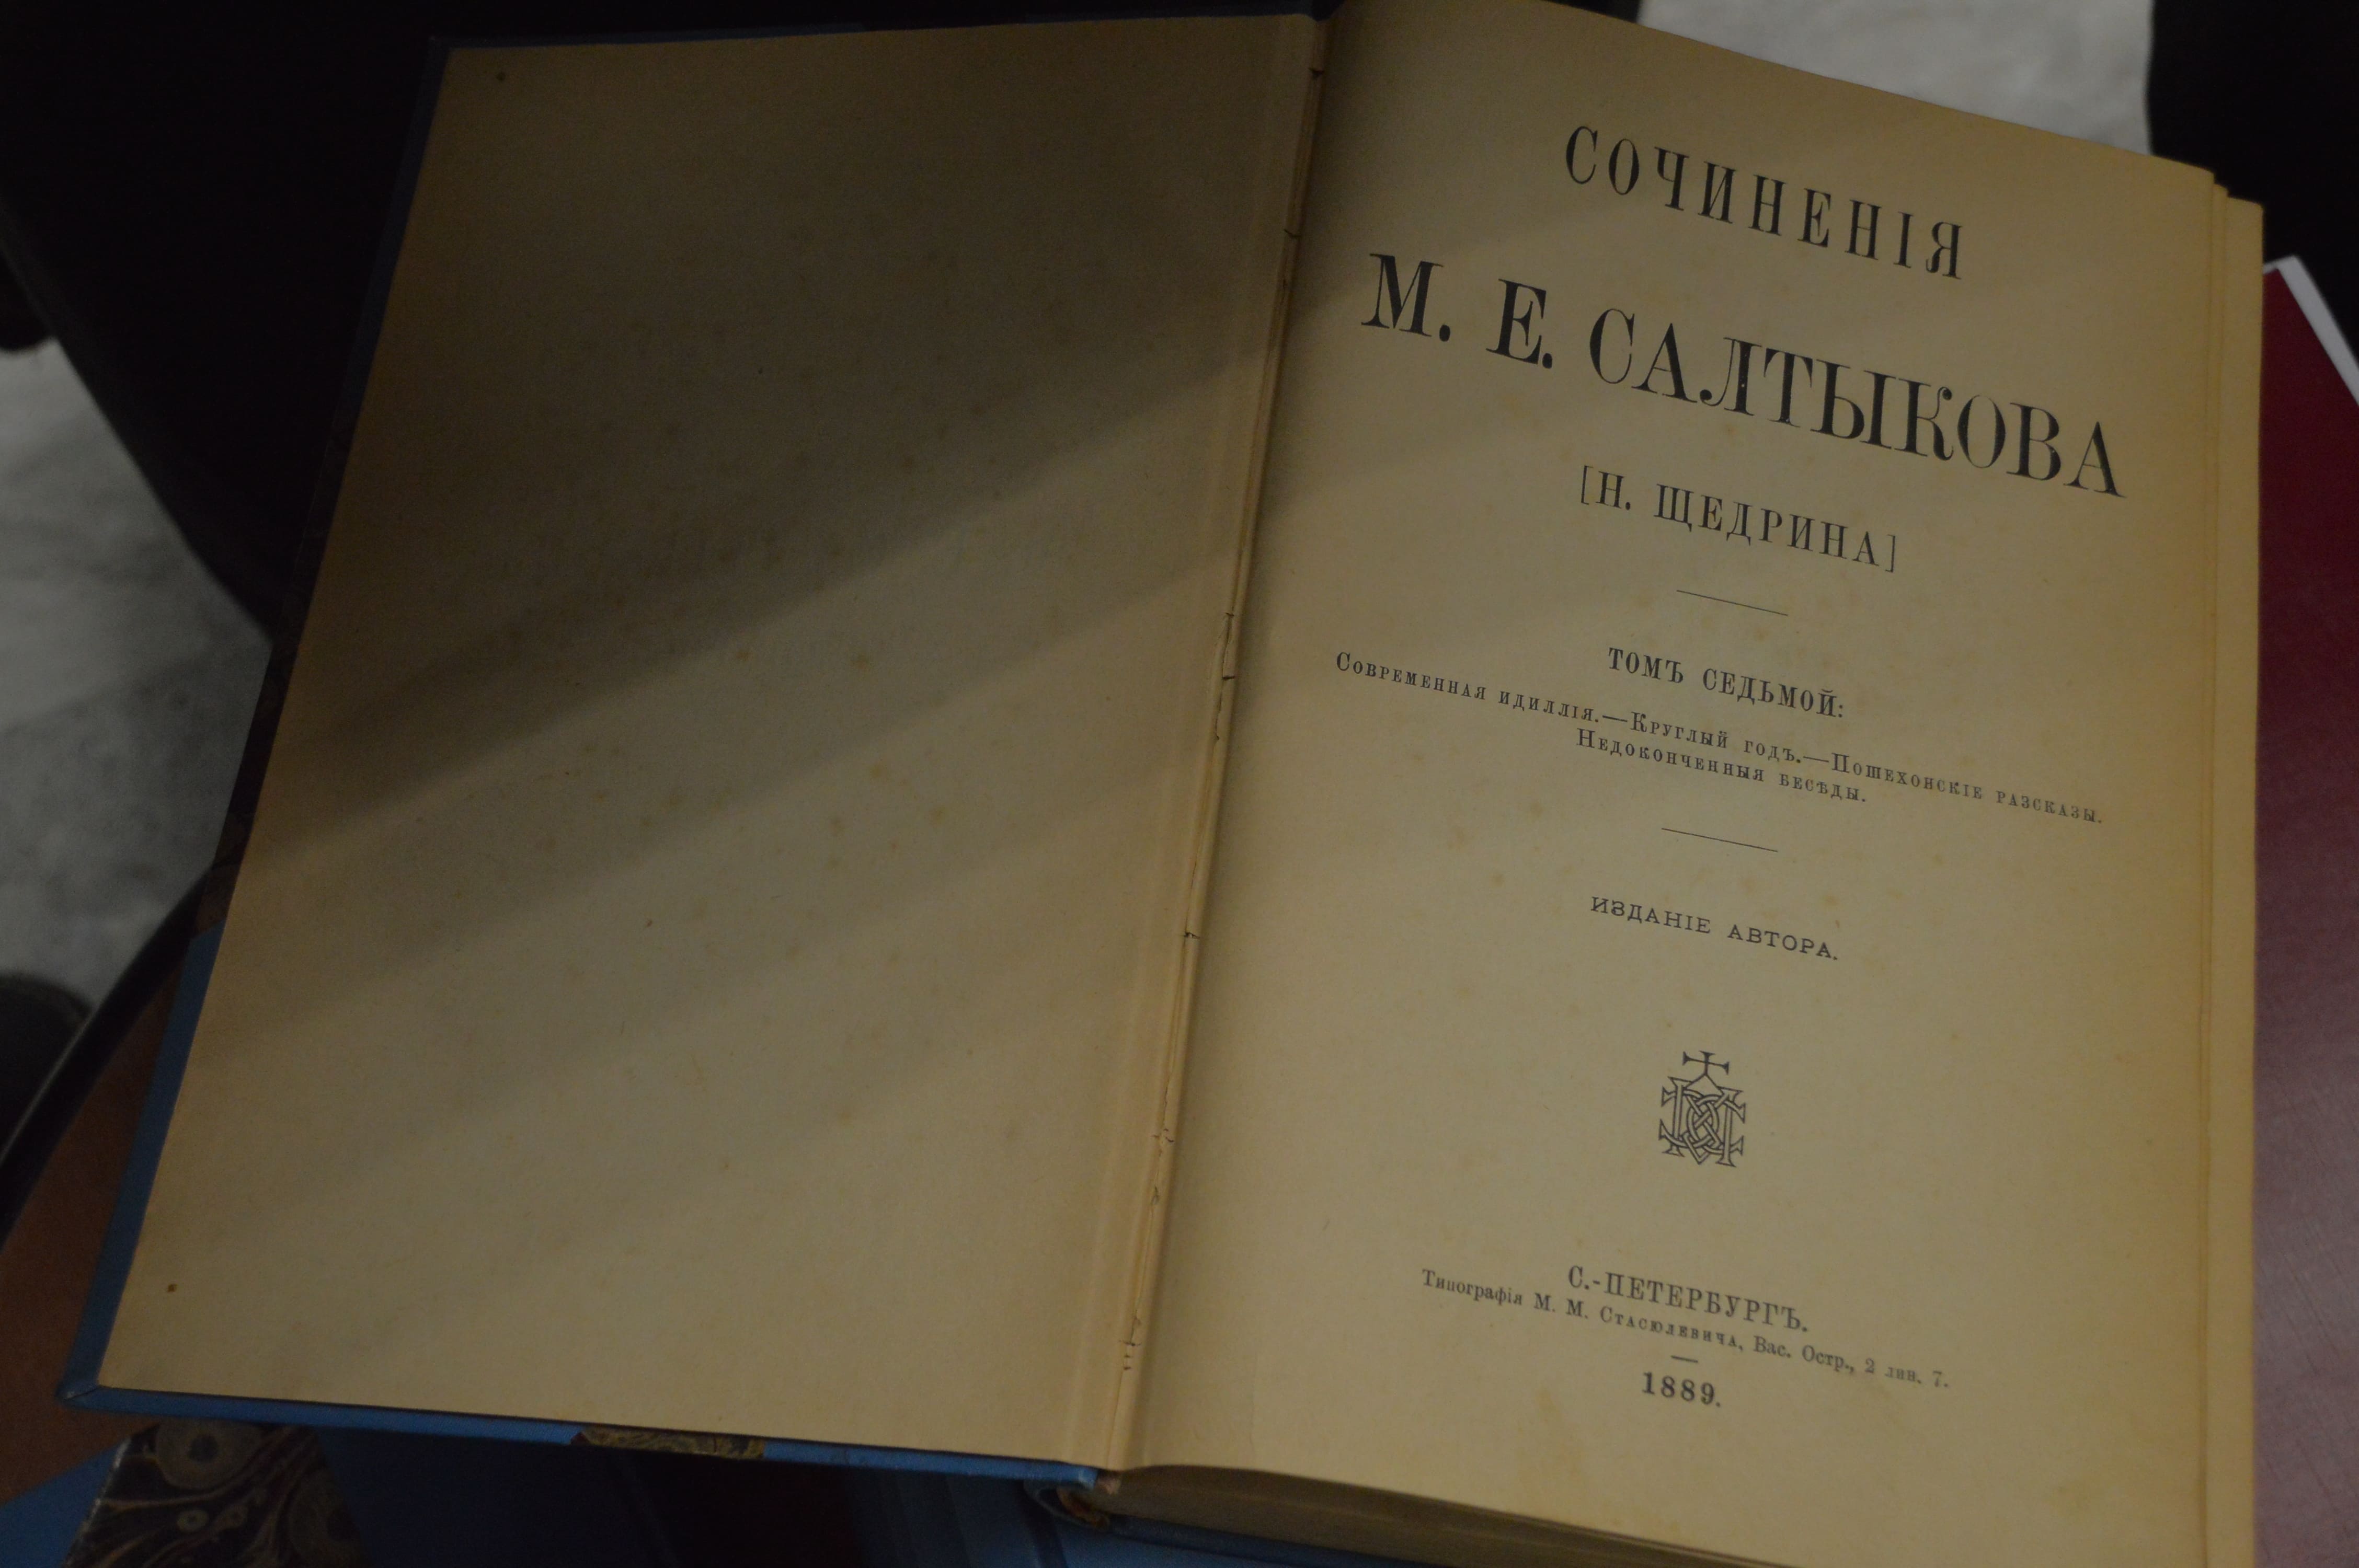 СОЧИНЕНІЯ
М. Е. САЛТЫКОВА
[Н. ЩЕДРИНА]
ТОМЪ СЕДЬМОЙ:
СОВРЕМЕННАЯ ИДИЛЛІЯ.—КРУГЛЫЙ ГОДЪ.—ПОШЕХОНСКІЕ РАЗСКАЗЫ.
НЕДОКОНЧЕННЫЯ БЕСѢДЫ.
ИЗДАНІЕ АВТОРА.
С.-ПЕТЕРБУРГЪ.
Типографія М. М. Стасюлевича, Вас. Остр., 2 лин. 7.
1889.